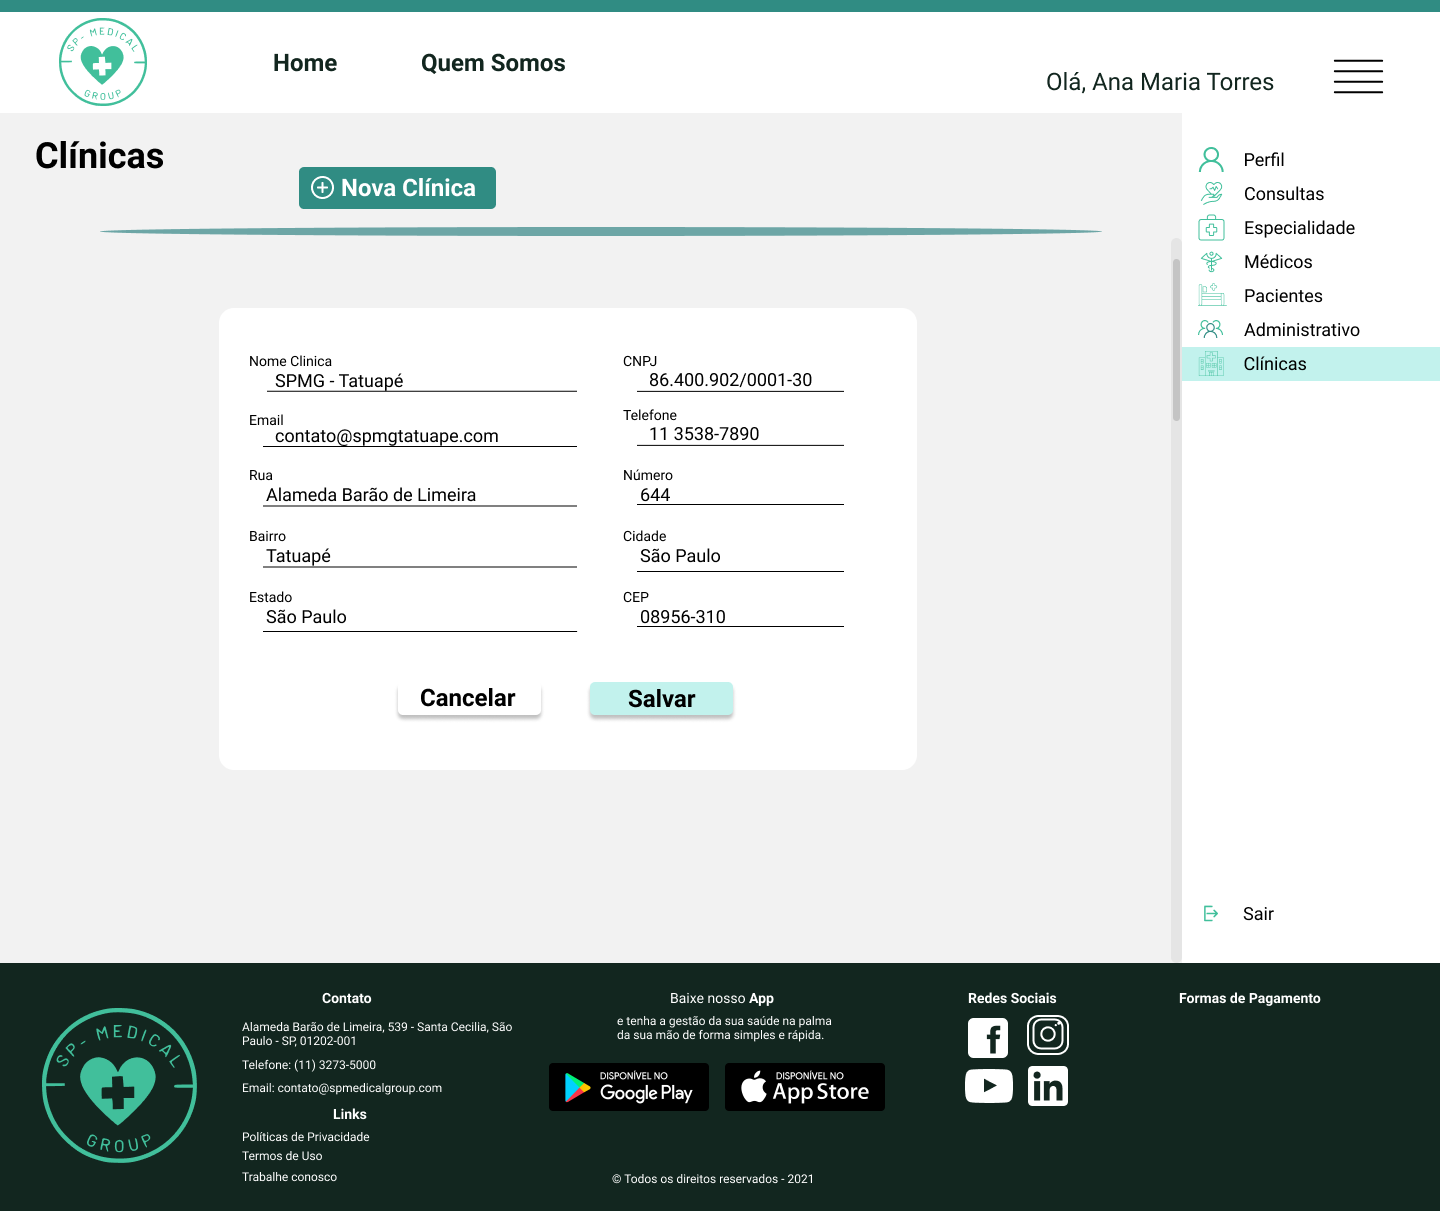 SP- MEDICAL GROUP
Home
Quem Somos
Olá, Ana Maria Torres
Clínicas
Nova Clínica
Perfil
Consultas
Especialidade
Médicos
Pacientes
Administrativo
Clínicas
Sair
Nome Clinica
SPMG - Tatuapé
CNPJ
86.400.902/0001-30
Email
contato@spmgtatuape.com
Telefone
11 3538-7890
Rua
Alameda Barão de Limeira
Número
644
Bairro
Tatuapé
Cidade
São Paulo
Estado
São Paulo
CEP
08956-310
Cancelar
Salvar
SP- MEDICAL GROUP
Contato
Alameda Barão de Limeira, 539 - Santa Cecilia, São
Paulo - SP, 01202-001
Telefone: (11) 3273-5000
Email: contato@spmedicalgroup.com
Links
Políticas de Privacidade
Termos de Uso
Trabalhe conosco
Baixe nosso App
e tenha a gestão da sua saúde na palma
da sua mão de forma simples e rápida.
DISPONÍVEL NO
Google Play
DISPONÍVEL NO
App Store
© Todos os direitos reservados - 2021
Redes Sociais
f
in
Formas de Pagamento